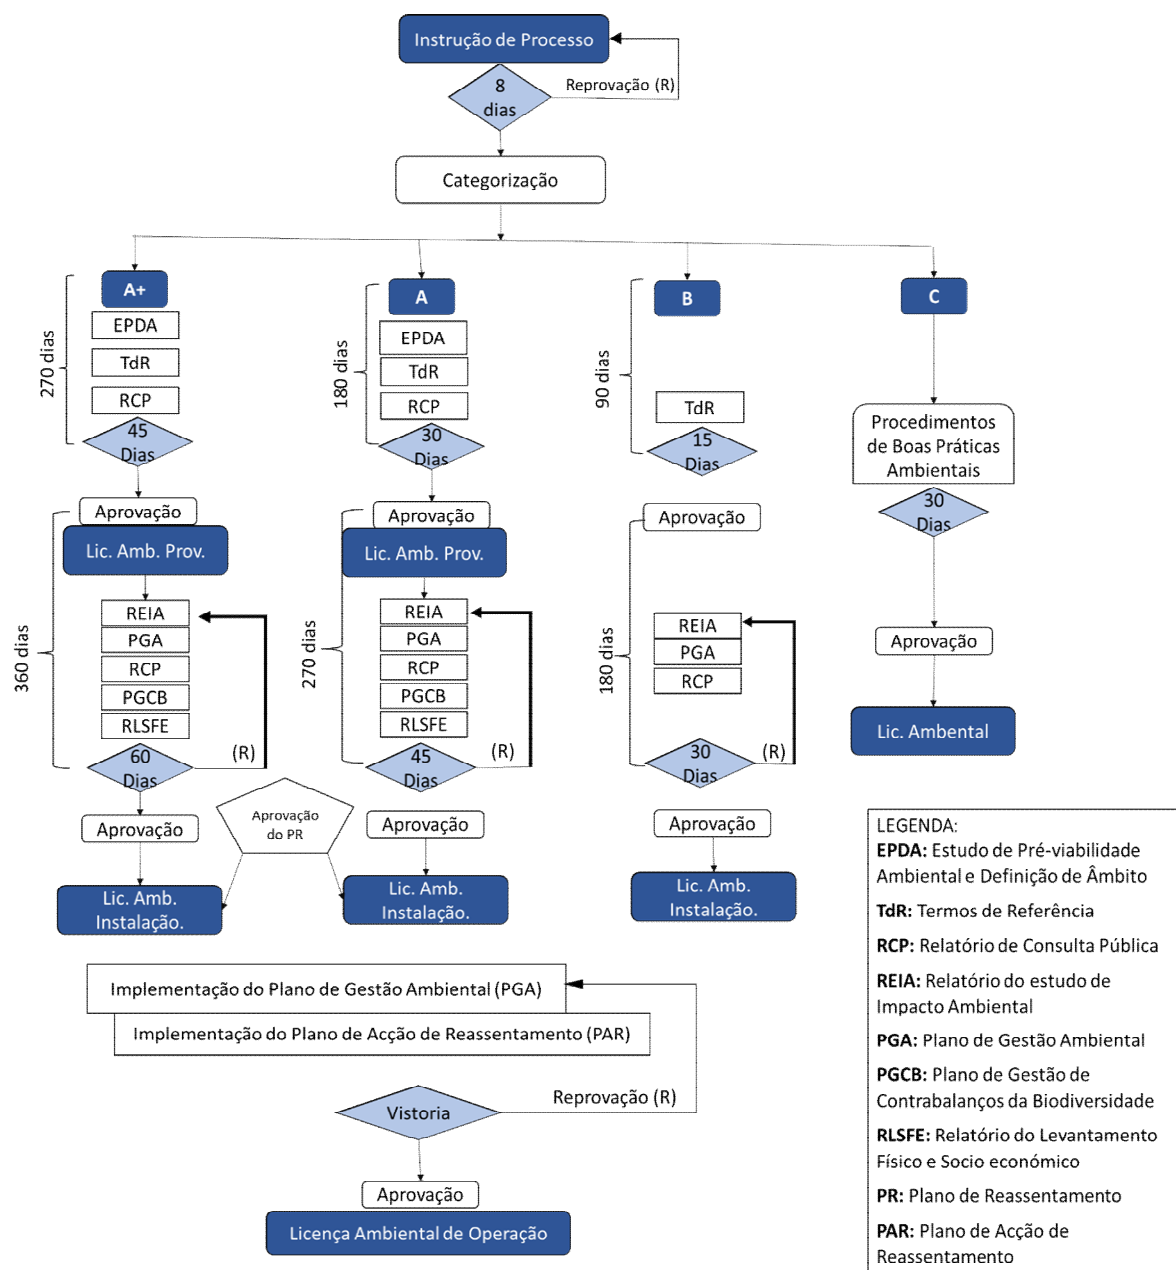 Instrução de Processo
Reprovação (R)
8
dias
Categorização
A+
A
B
C
270 dias
EPDA
TdR
RCP
45
Dias
180 dias
EPDA
TdR
RCP
30
Dias
90 dias
TdR
15
Dias
Procedimentos
de Boas Práticas
Ambientais
30
Dias
360 dias
Aprovação
Lic. Amb. Prov.
REIA
PGA
RCP
PGCB
RLSFE
60
Dias
(R)
270 dias
Aprovação
Lic. Amb. Prov.
REIA
PGA
RCP
PGCB
RLSFE
45
Dias
(R)
180 dias
Aprovação
REIA
PGA
RCP
30
Dias
(R)
Aprovação
Lic. Ambental
Aprovação
Lic. Amb.
Instalação.
Aprovação
do PR
Aprovação
Lic. Amb.
Instalação.
Aprovação
Lic. Amb.
Instalação.
Implementação do Plano de Gestão Ambiental (PGA)
Implementação do Plano de Acção de Reassentamento (PAR)
Vistoria
Reprovação (R)
Aprovação
Licença Ambiental de Operação
LEGENDA:
EPDA: Estudo de Pré-viabilidade
Ambiental e Definição de Âmbito
TdR: Termos de Referência
RCP: Relatório de Consulta Pública
REIA: Relatório do estudo de
Impacto Ambiental
PGA: Plano de Gestão Ambiental
PGCB: Plano de Gestão de
Contrabalanços da Biodiversidade
RLSFE: Relatório do Levantamento
Físico e Socio económico
PR: Plano de Reassentamento
PAR: Plano de Acção de
Reassentamento